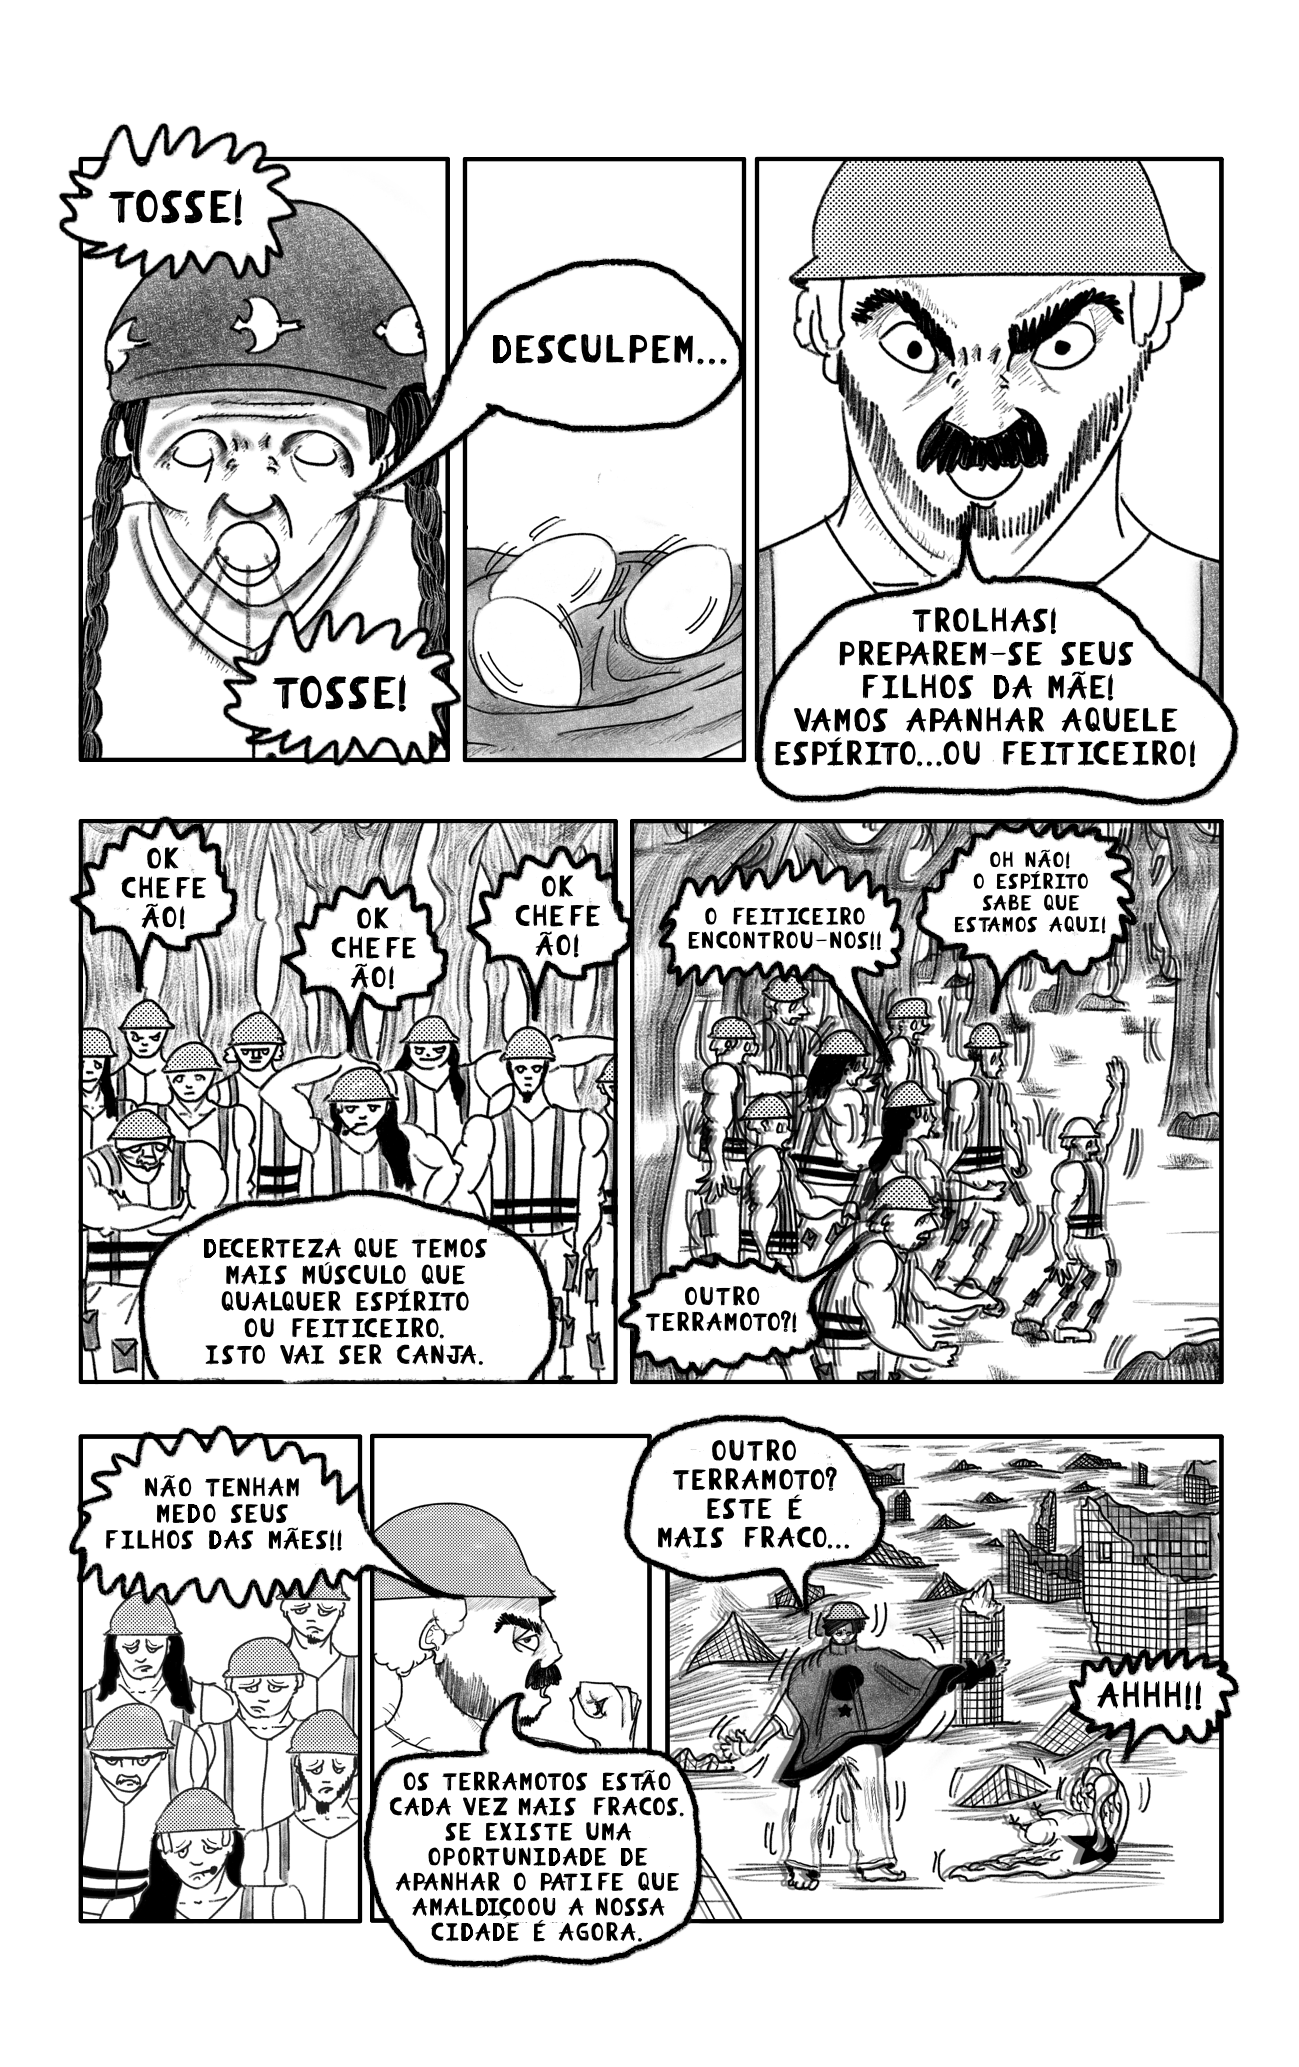 TOSSE!
TOSSE!
DESCULPEM...
TROLHAS!
PREPAREM-SE SEUS
FILHOS DA MÃE!
VAMOS APANHAR AQUELE
ESPÍRITO...OU FEITICEIRO!
OK
CHEFE
ÃO!
OK
CHEFE
ÃO!
OK
CHEFE
ÃO!
DECERTEZA QUE TEMOS
MAIS MÚSCULO QUE
QUALQUER ESPÍRITO
OU FEITICEIRO.
ISTO VAI SER CANJA.
O FEITICEIRO
ENCONTROU-NOS!!
OH NÃO!
O ESPÍRITO
SABE QUE
ESTAMOS AQUI!
OUTRO
TERRAMOTO?!
NÃO TENHAM
MEDO SEUS
FILHOS DAS MÃES!!
OS TERRAMOTOS ESTÃO
CADA VEZ MAIS FRACOS.
SE EXISTE UMA
OPORTUNIDADE DE
APANHAR O PATIFE QUE
AMALDIÇOOU A NOSSA
CIDADE É AGORA.
OUTRO
TERRAMOTO?
ESTE É
MAIS FRACO...
AHHH!!